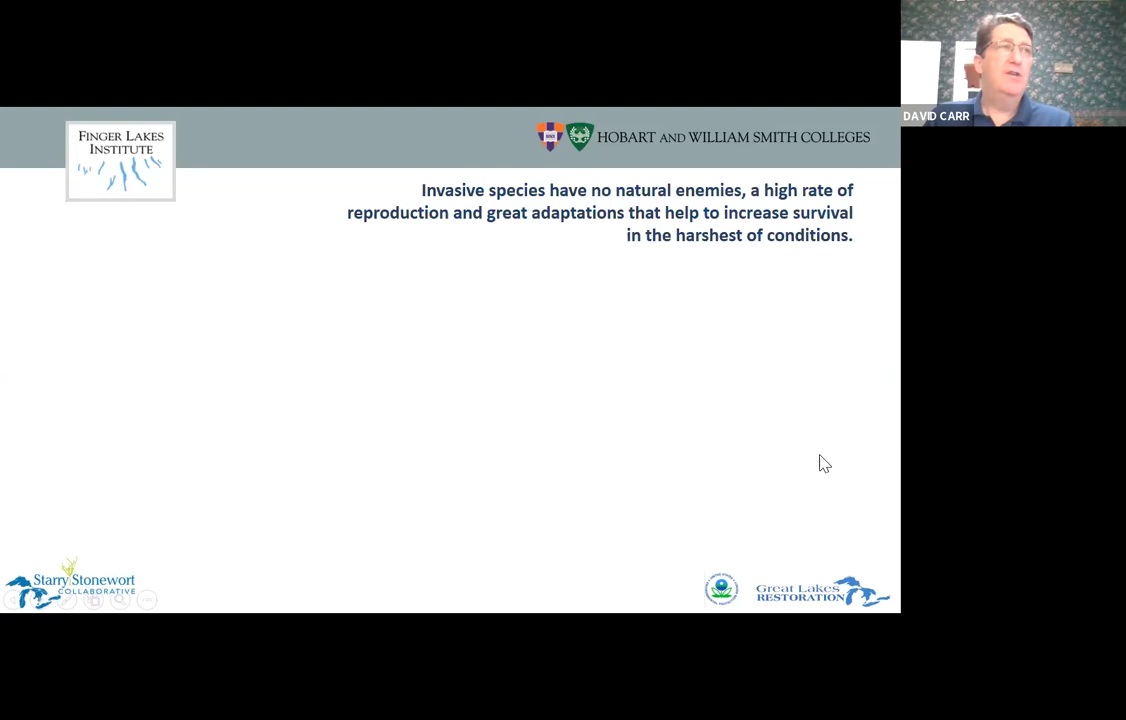 DAVID CARR
FINGER LAKES
INSTITUTE
HOBART AND WILLIAM SMITH COLLEGES
Invasive species have no natural enemies, a high rate of
reproduction and great adaptations that help to increase survival
in the harshest of conditions.
Starry Stonewort
COLLABORATIVE
Great Lakes
RESTORATION